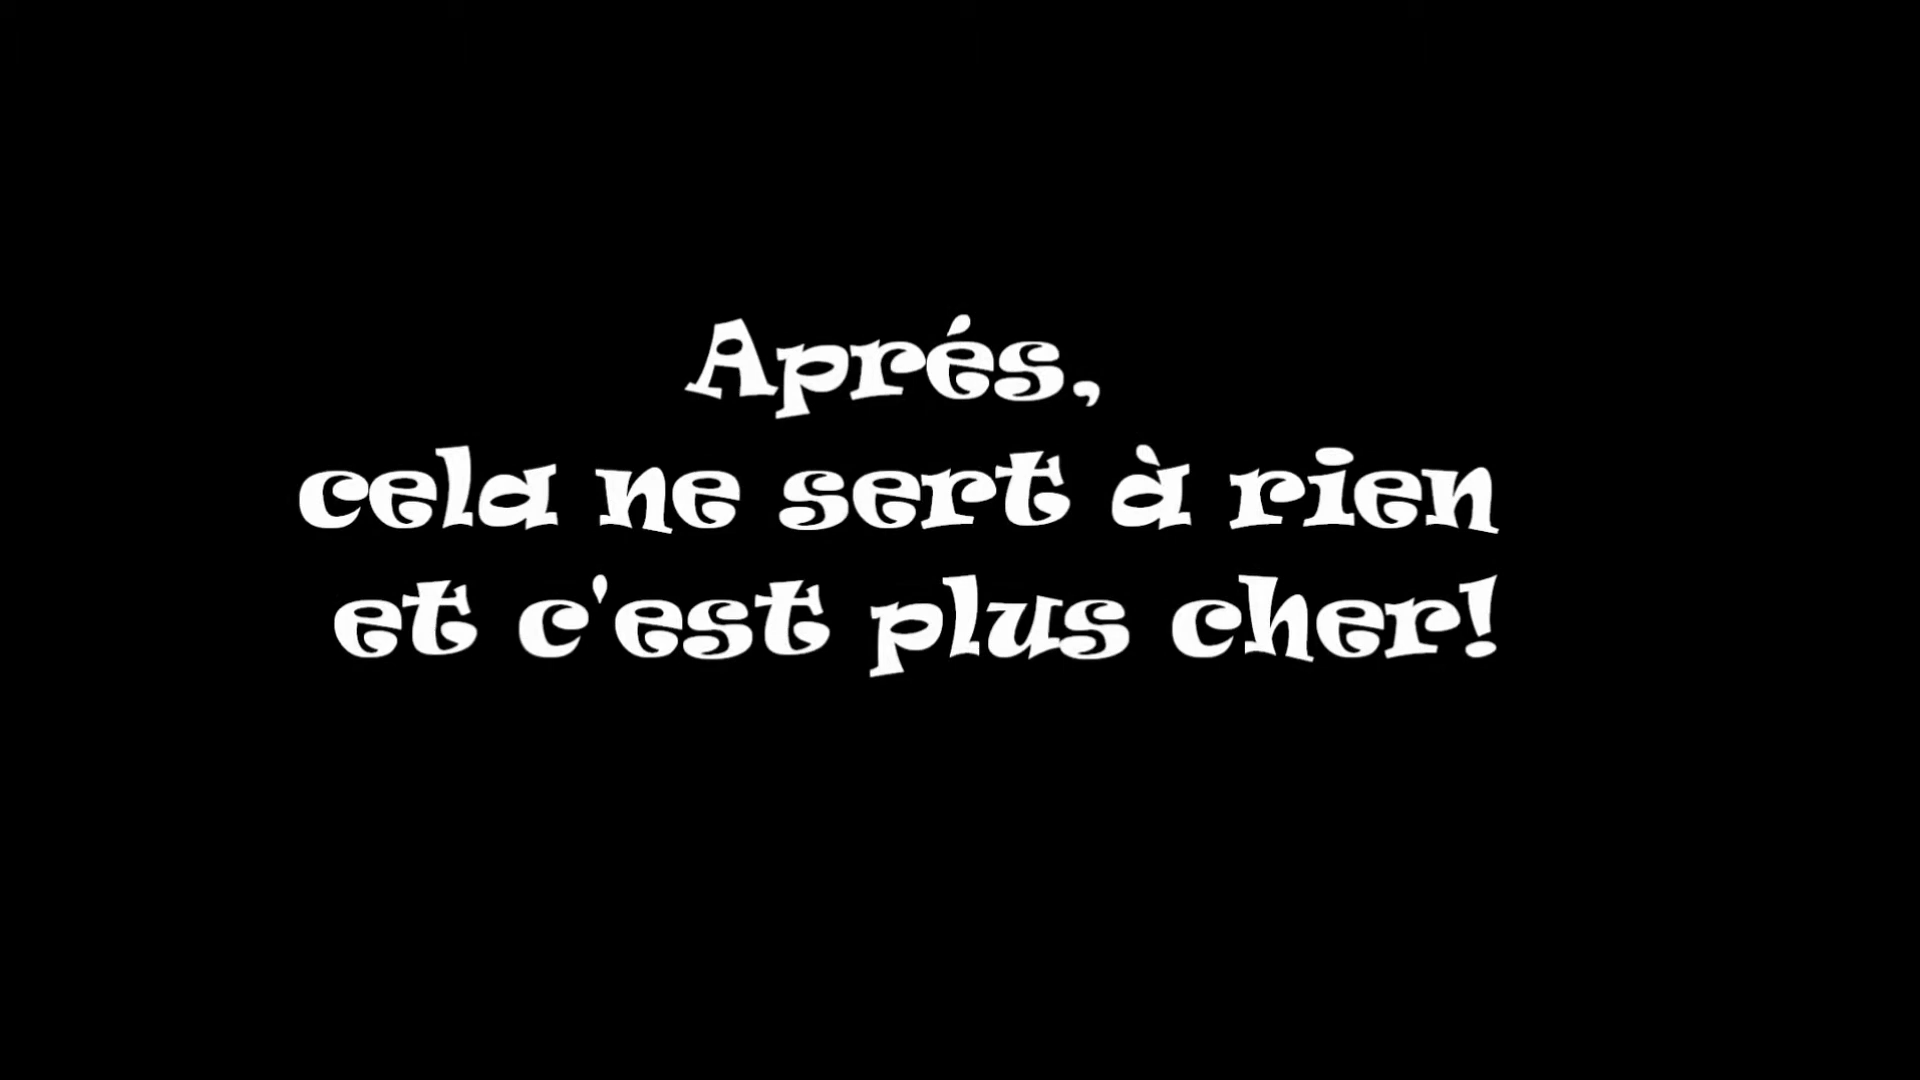 Aprés,
cela ne sert à rien
et c'est plus cher!